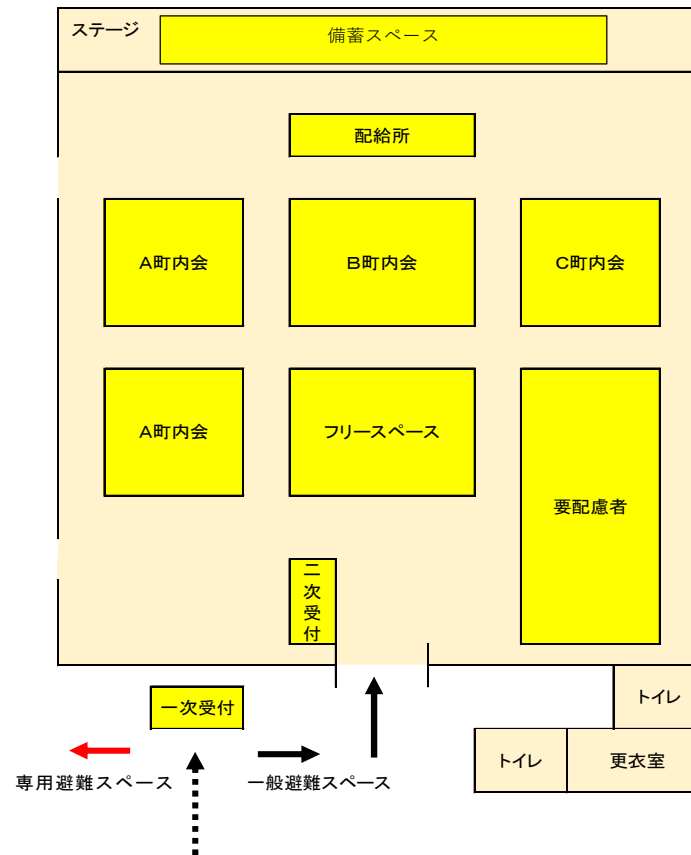 ステージ
備蓄スペース
配給所
A町内会
B町内会
C町内会
A町内会
フリースペース
要配慮者
二次受付
一次受付
トイレ
専用避難スペース
一般避難スペース
トイレ
更衣室